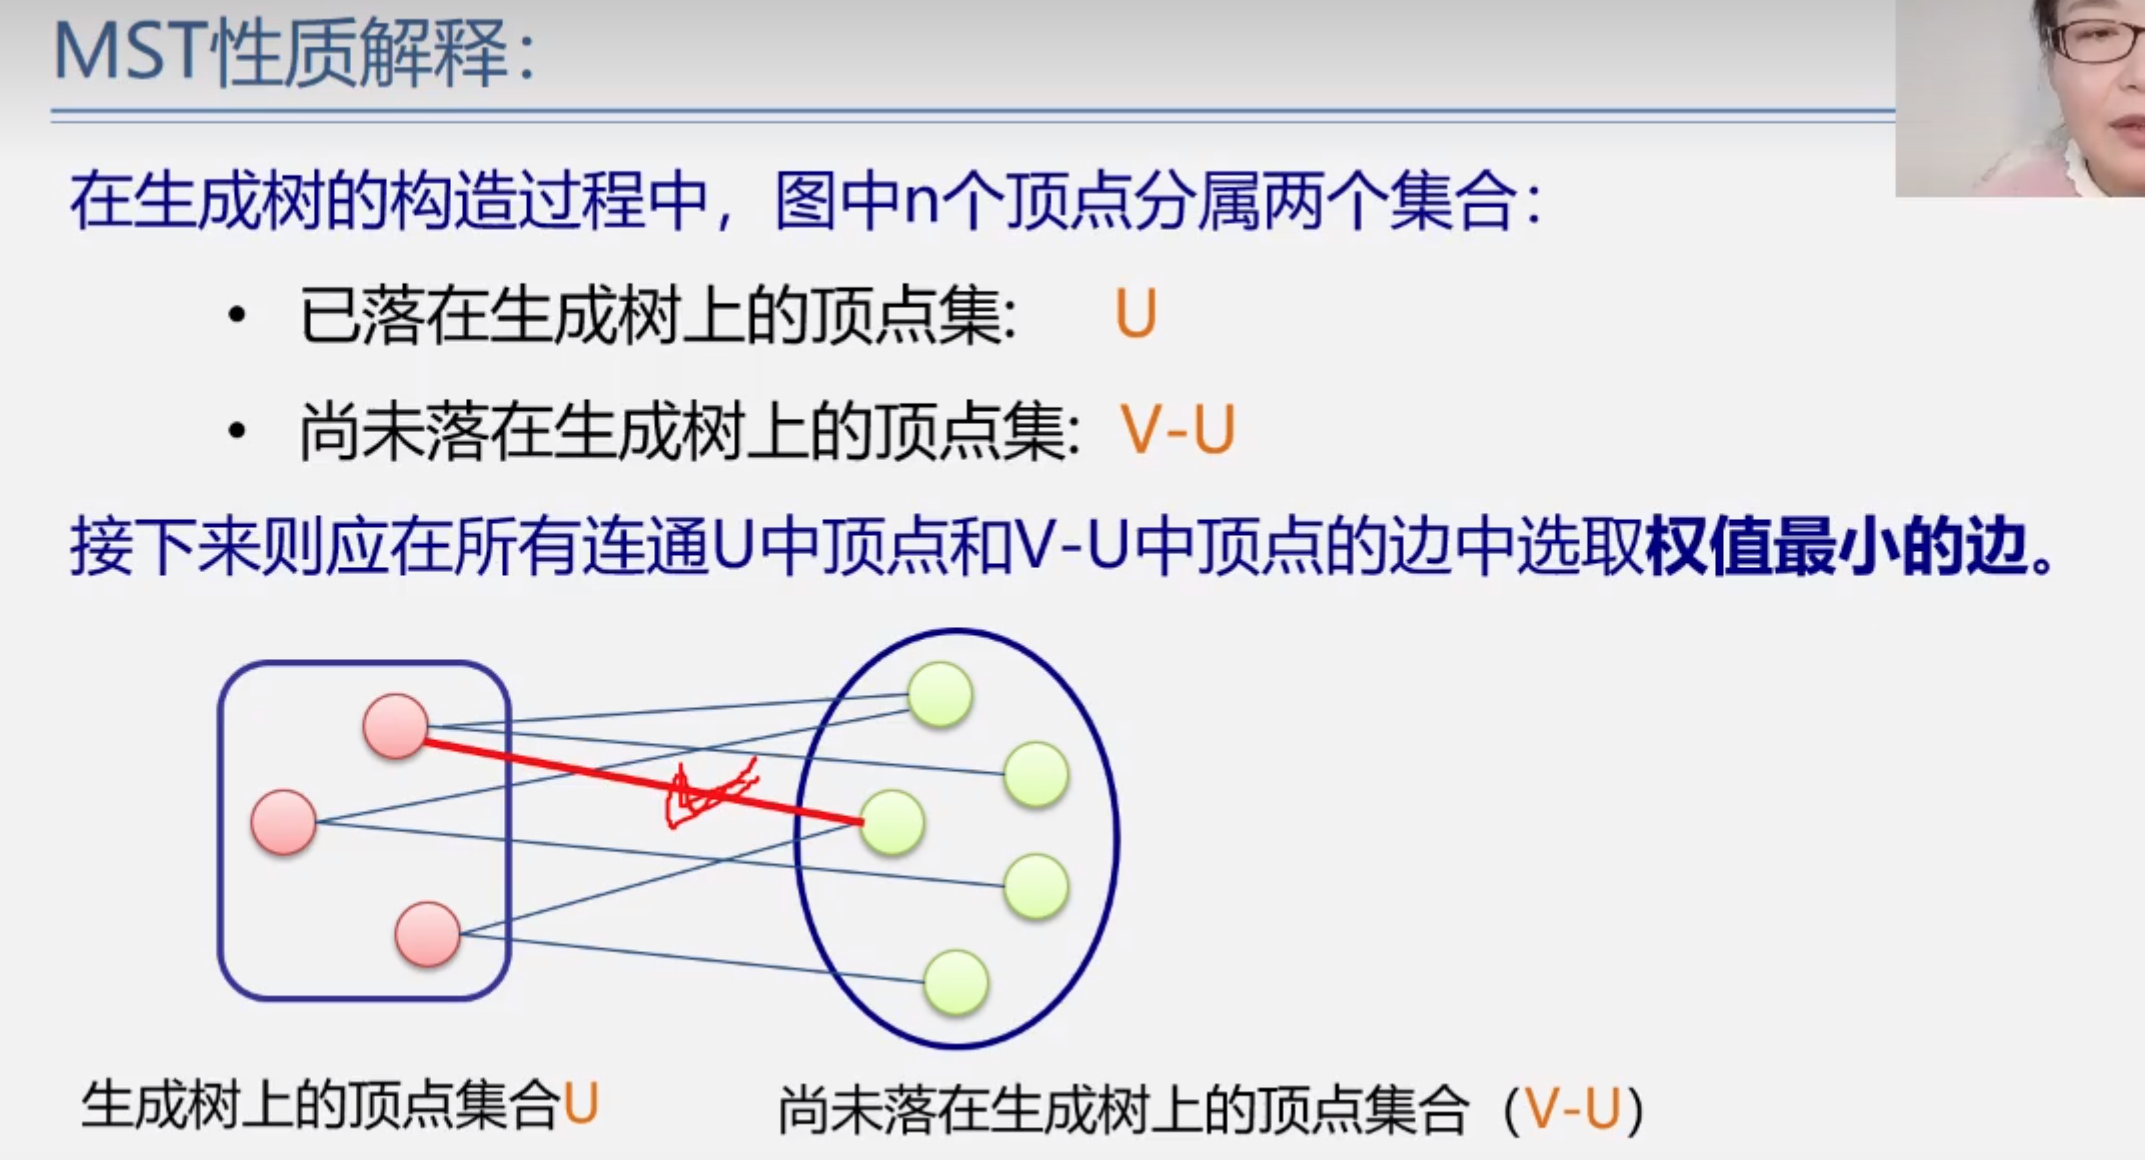 MST性质解释：
在生成树的构造过程中，图中n个顶点分属两个集合：
• 已落在生成树上的顶点集: U
• 尚未落在生成树上的顶点集: V-U
接下来则应在所有连通U中顶点和V-U中顶点的边中选取权值最小的边。
生成树上的顶点集合U
尚未落在生成树上的顶点集合（V-U）